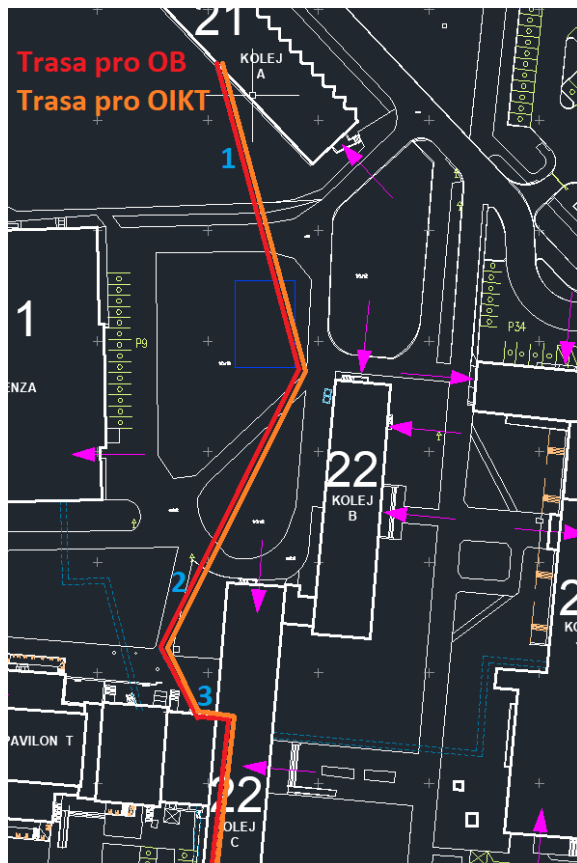 21
Trasa pro OB
KOLEJ
A
Trasa pro OIKT
1
1
P9
P34
ENZA
22
KOLEJ
B
2
2
3
PAVILON T
22
KOLEJ
C